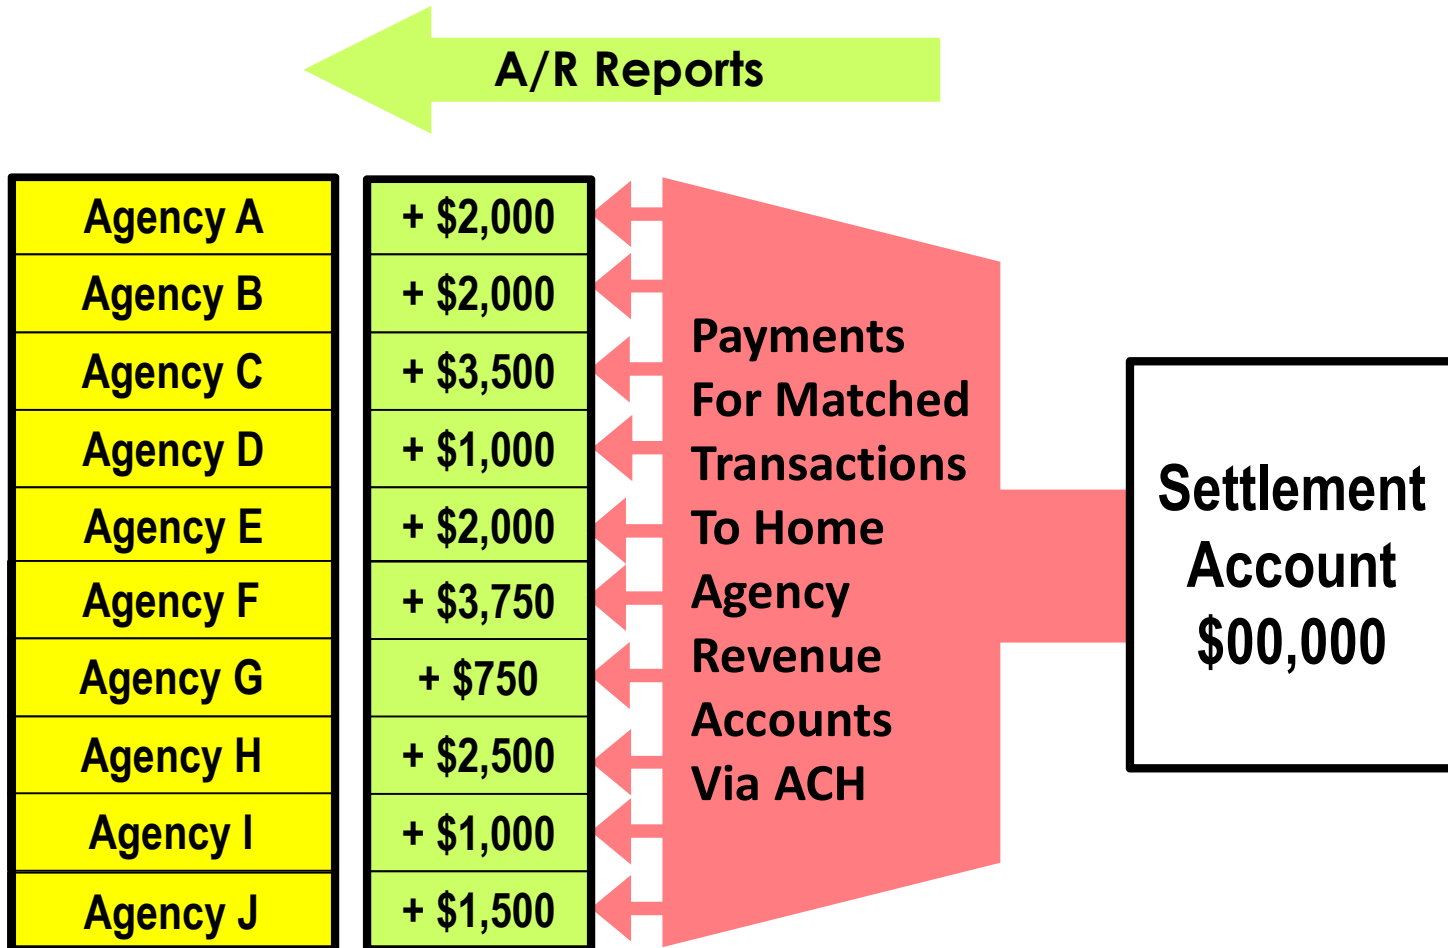 A/R Reports
Agency A + $2,000
Agency B + $2,000
Agency C + $3,500
Agency D + $1,000
Agency E + $2,000
Agency F + $3,750
Agency G + $750
Agency H + $2,500
Agency I + $1,000
Agency J + $1,500
Payments
For Matched
Transactions
To Home
Agency
Revenue
Accounts
Via ACH
Settlement
Account
$00,000